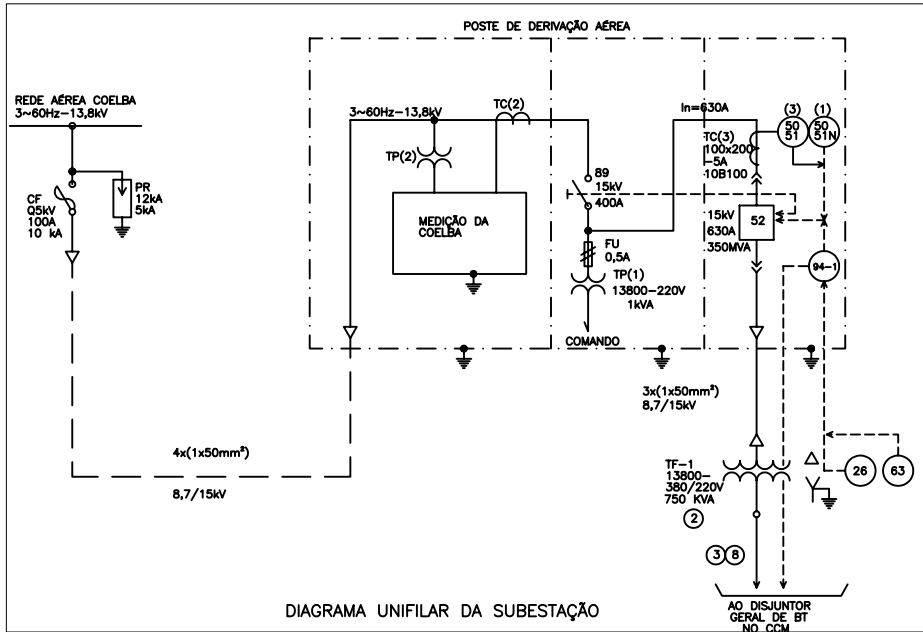 POSTE DE DERIVAÇÃO AÉREA
REDE AÉREA COELBA
3~60Hz-13,8kV
CF
Q5kV
100A
10 kA
PR
12kA
5kA
3~60Hz-13,8kV
TC(2)
TP(2)
MEDIÇÃO DA
COELBA
89
15kV
400A
FU
0,5A
TP(1)
13800-220V
1kVA
COMANDO
In=630A
(3)
(1)
50
51
50
51N
TC(3)
100x200
-5A
10B100
15kV
630A
350MVA
52
94-1
3x(1x50mm²)
8,7/15kV
4x(1x50mm²)
8,7/15kV
TF-1
13800-
380/220V
750 KVA
2
26
63
3
8
AO DISJUNTOR
GERAL DE BT
NO CCM
DIAGRAMA UNIFILAR DA SUBESTAÇÃO